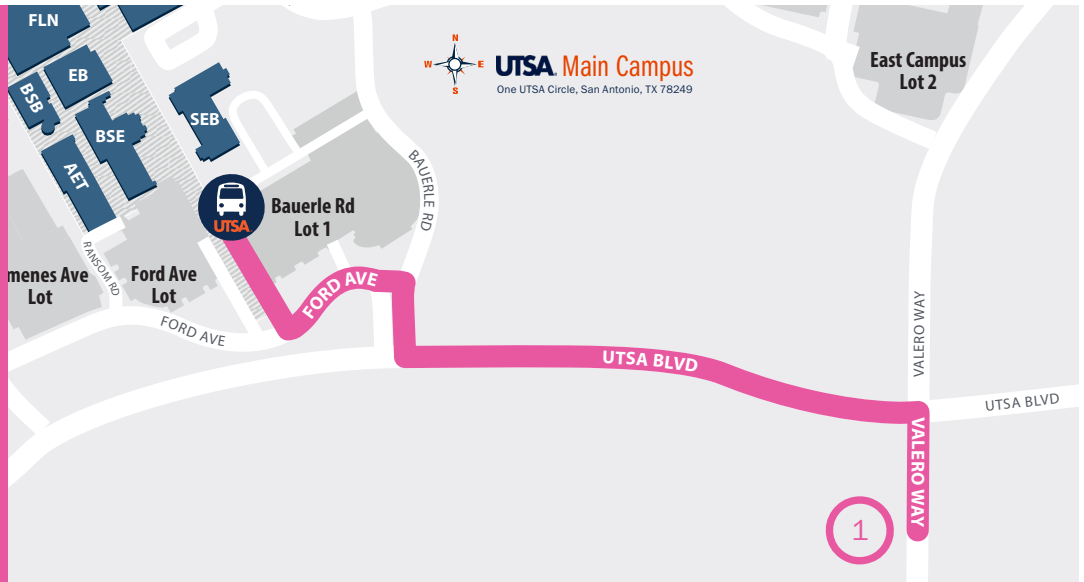 FLN
EB
BSB
BSE
SEB
AET
N
W
E
S
UTSA. Main Campus
One UTSA Circle, San Antonio, TX 78249
East Campus
Lot 2
BAUERLE RD
UTSA
Bauerle Rd
Lot 1
RANSOM RD
menes Ave
Lot
Ford Ave
Lot
FORD AVE
FORD AVE
UTSA BLVD
VALERO WAY
UTSA BLVD
VALERO WAY
1